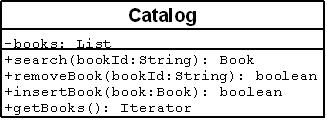 Catalog
-books: List
+search(bookId:String): Book
+removeBook(bookId:String): boolean
+insertBook(book:Book): boolean
+getBooks(): Iterator